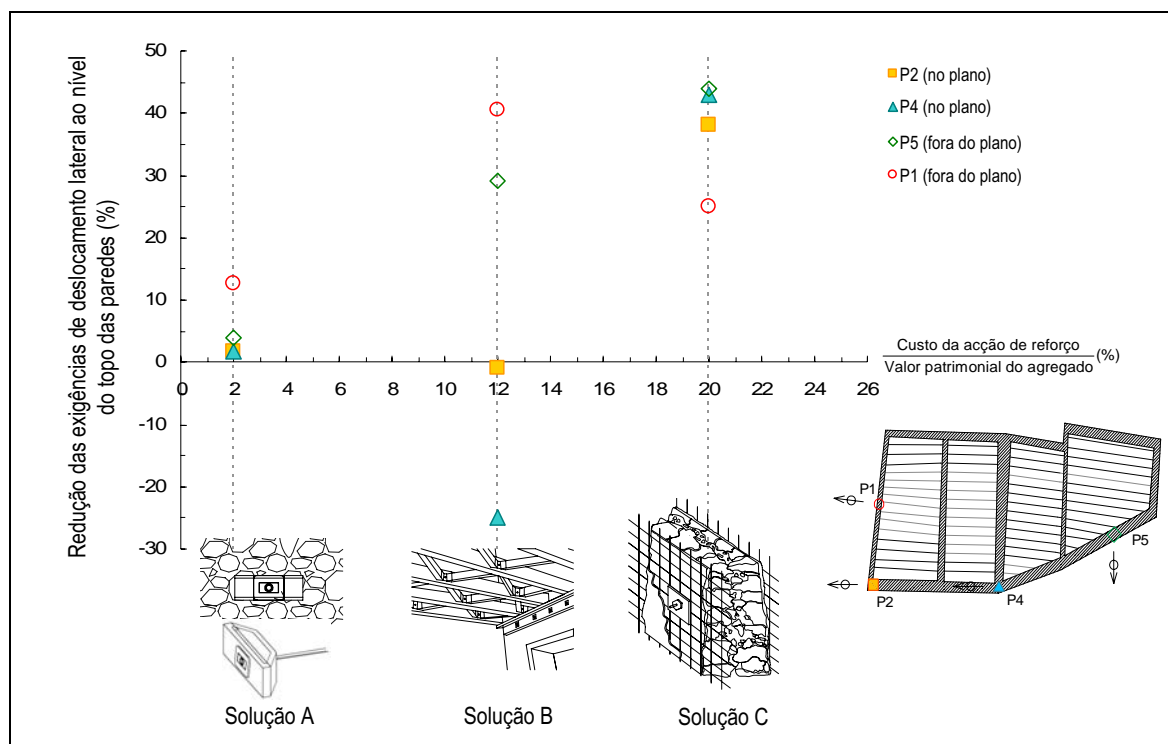 Redução das exigências de deslocamento lateral ao nível
do topo das paredes (%)
50
40
30
20
10
0
-10
-20
-30
0 2 4 6 8 10 12 14 16 18 20 22 24 26
P2 (no plano)
P4 (no plano)
P5 (fora do plano)
P1 (fora do plano)
Custo da acção de reforço
Valor patrimonial do agregado
(%)
P1
P5
P2
P4
Solução A
Solução B
Solução C